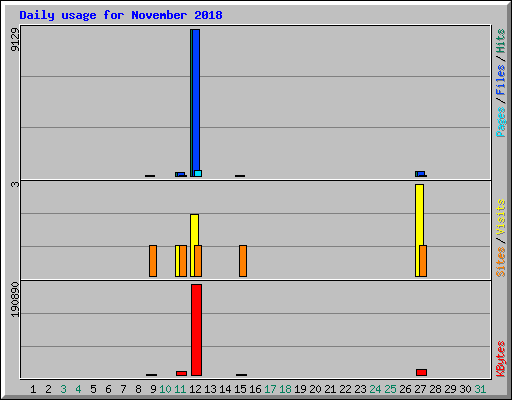 Daily usage for November 2018
9129
Pages / Files / Hits
3
Sites / Visits
190890
KBytes
1 2 3 4 5 6 7 8 9 10 11 12 13 14 15 16 17 18 19 20 21 22 23 24 25 26 27 28 29 30 31